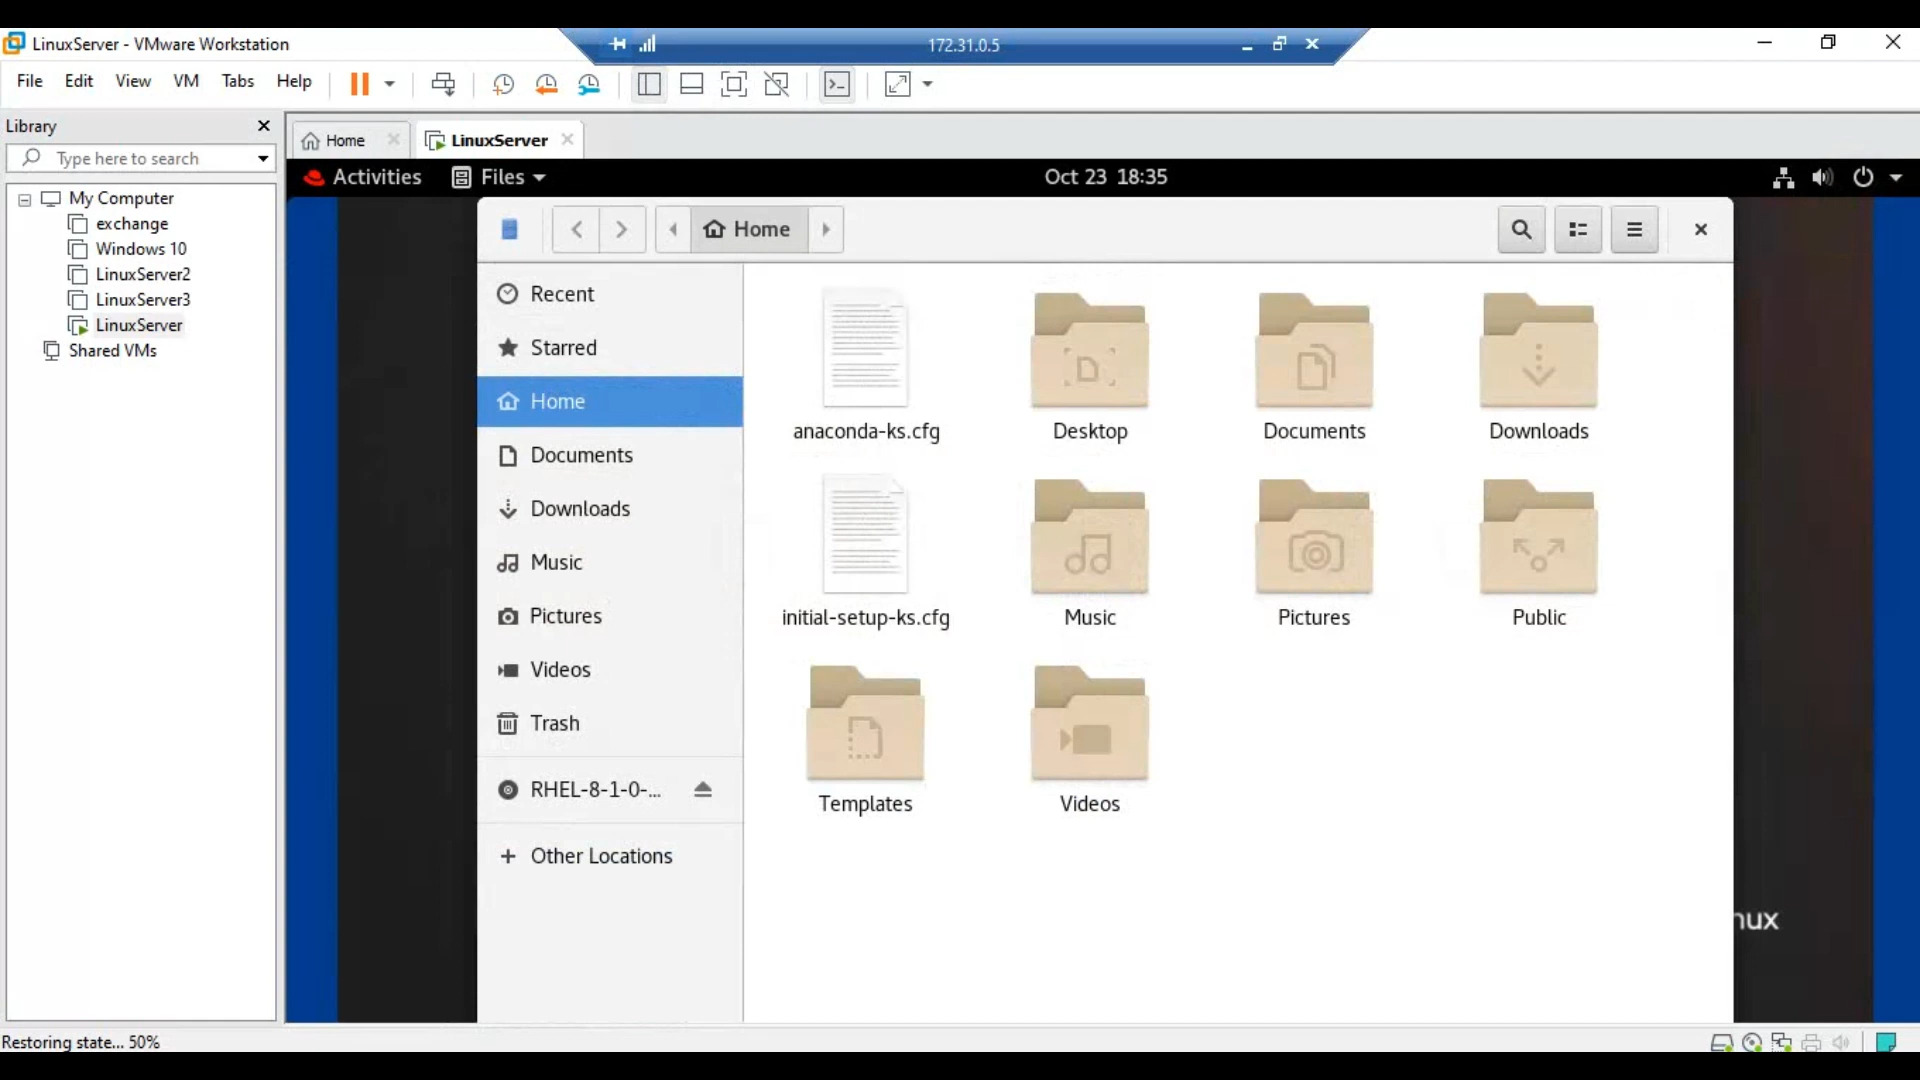 LinuxServer - VMware Workstation
172.31.0.5
File Edit View VM Tabs Help
Library
Type here to search
My Computer
exchange
Windows 10
LinuxServer2
LinuxServer3
LinuxServer
Shared VMs
Home
LinuxServer
Activities
Files
Oct 23 18:35
Home
Recent
Starred
Home
Documents
Downloads
Music
Pictures
Videos
Trash
RHEL-8-1-0-...
Other Locations
anaconda-ks.cfg
Desktop
Documents
Downloads
initial-setup-ks.cfg
Music
Pictures
Public
Templates
Videos
nux
Restoring state... 50%